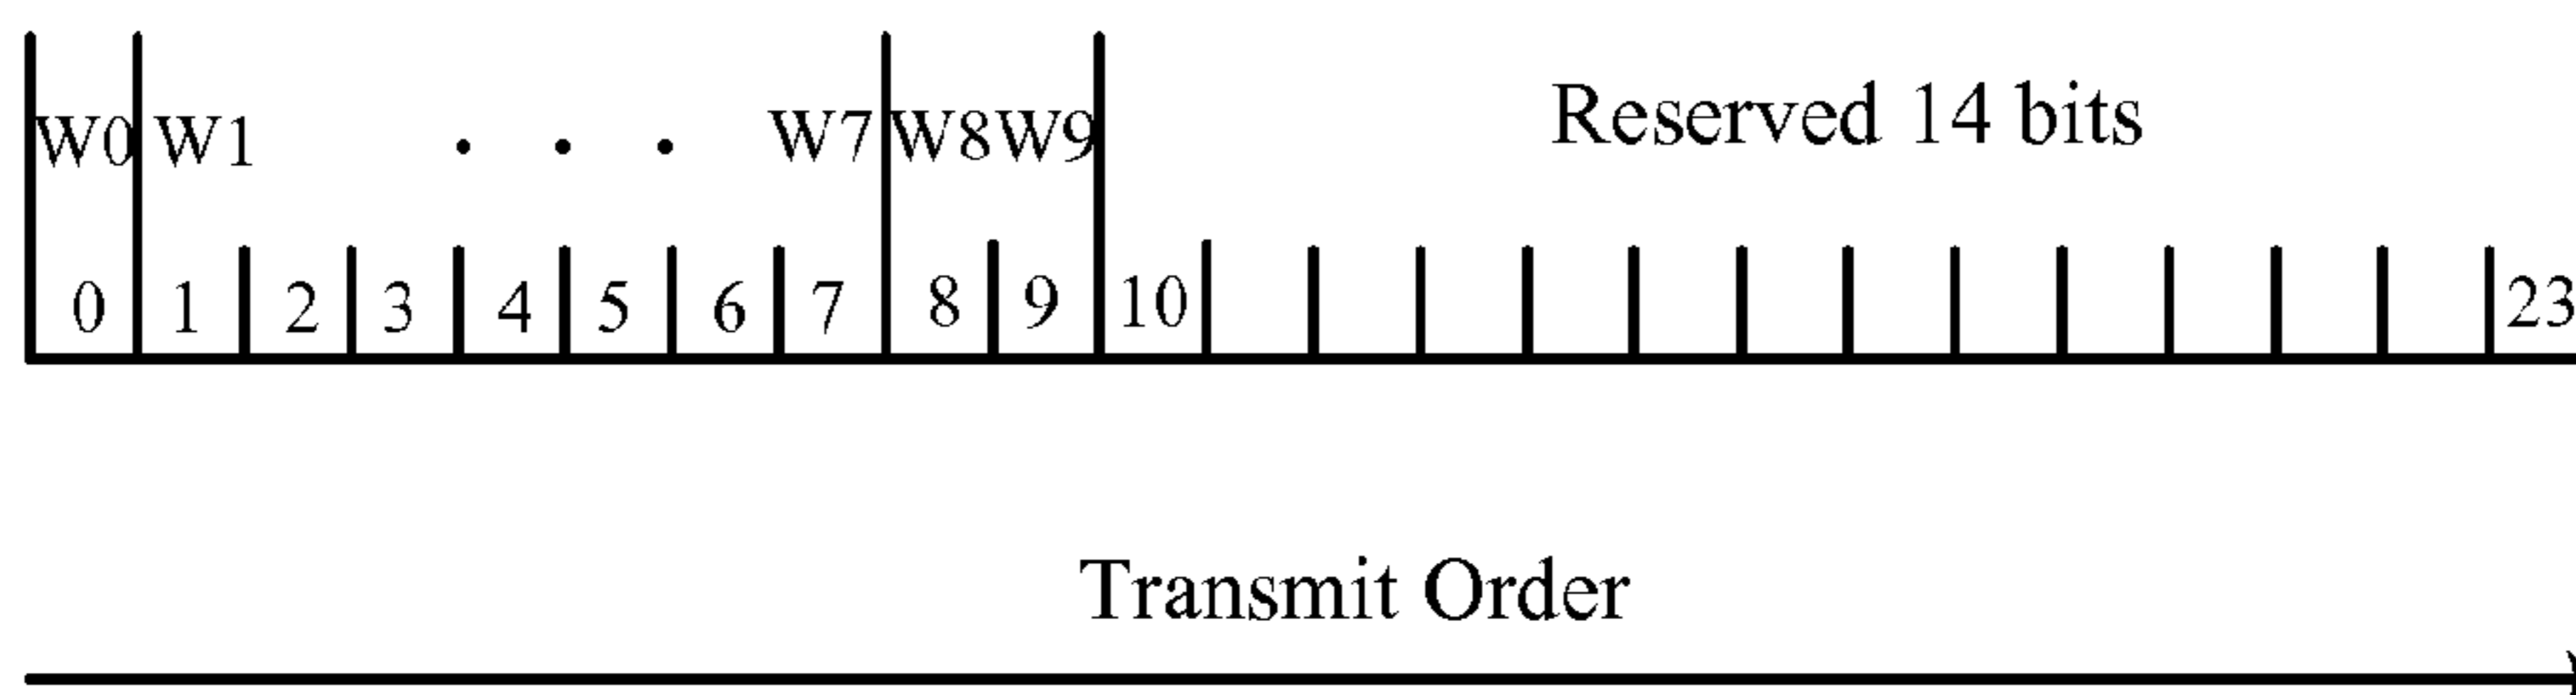 W0 W1 . . . W7 W8 W9 Reserved 14 bits
0 1 2 3 4 5 6 7 8 9 10 23
Transmit Order